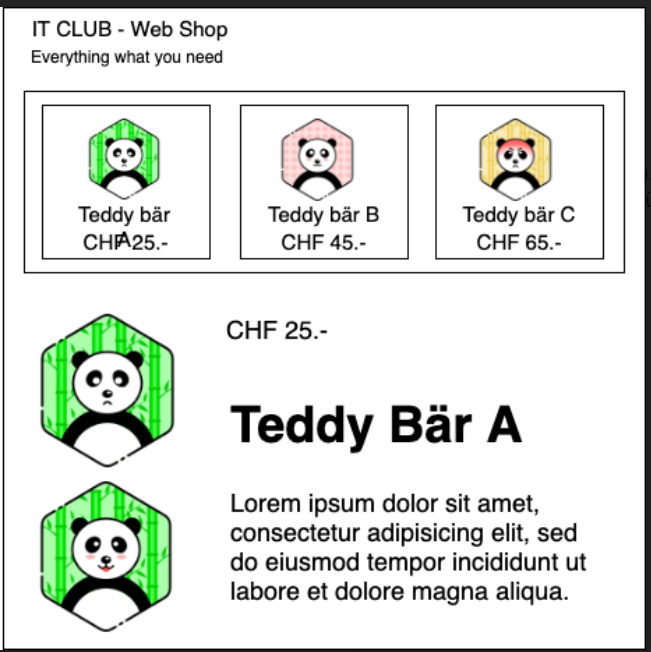 IT CLUB - Web Shop
Everything what you need
Teddy bär
A
CHF 25.-
Teddy bär B
CHF 45.-
Teddy bär C
CHF 65.-
CHF 25.-
Teddy Bär A
Lorem ipsum dolor sit amet,
consectetur adipisicing elit, sed
do eiusmod tempor incididunt ut
labore et dolore magna aliqua.